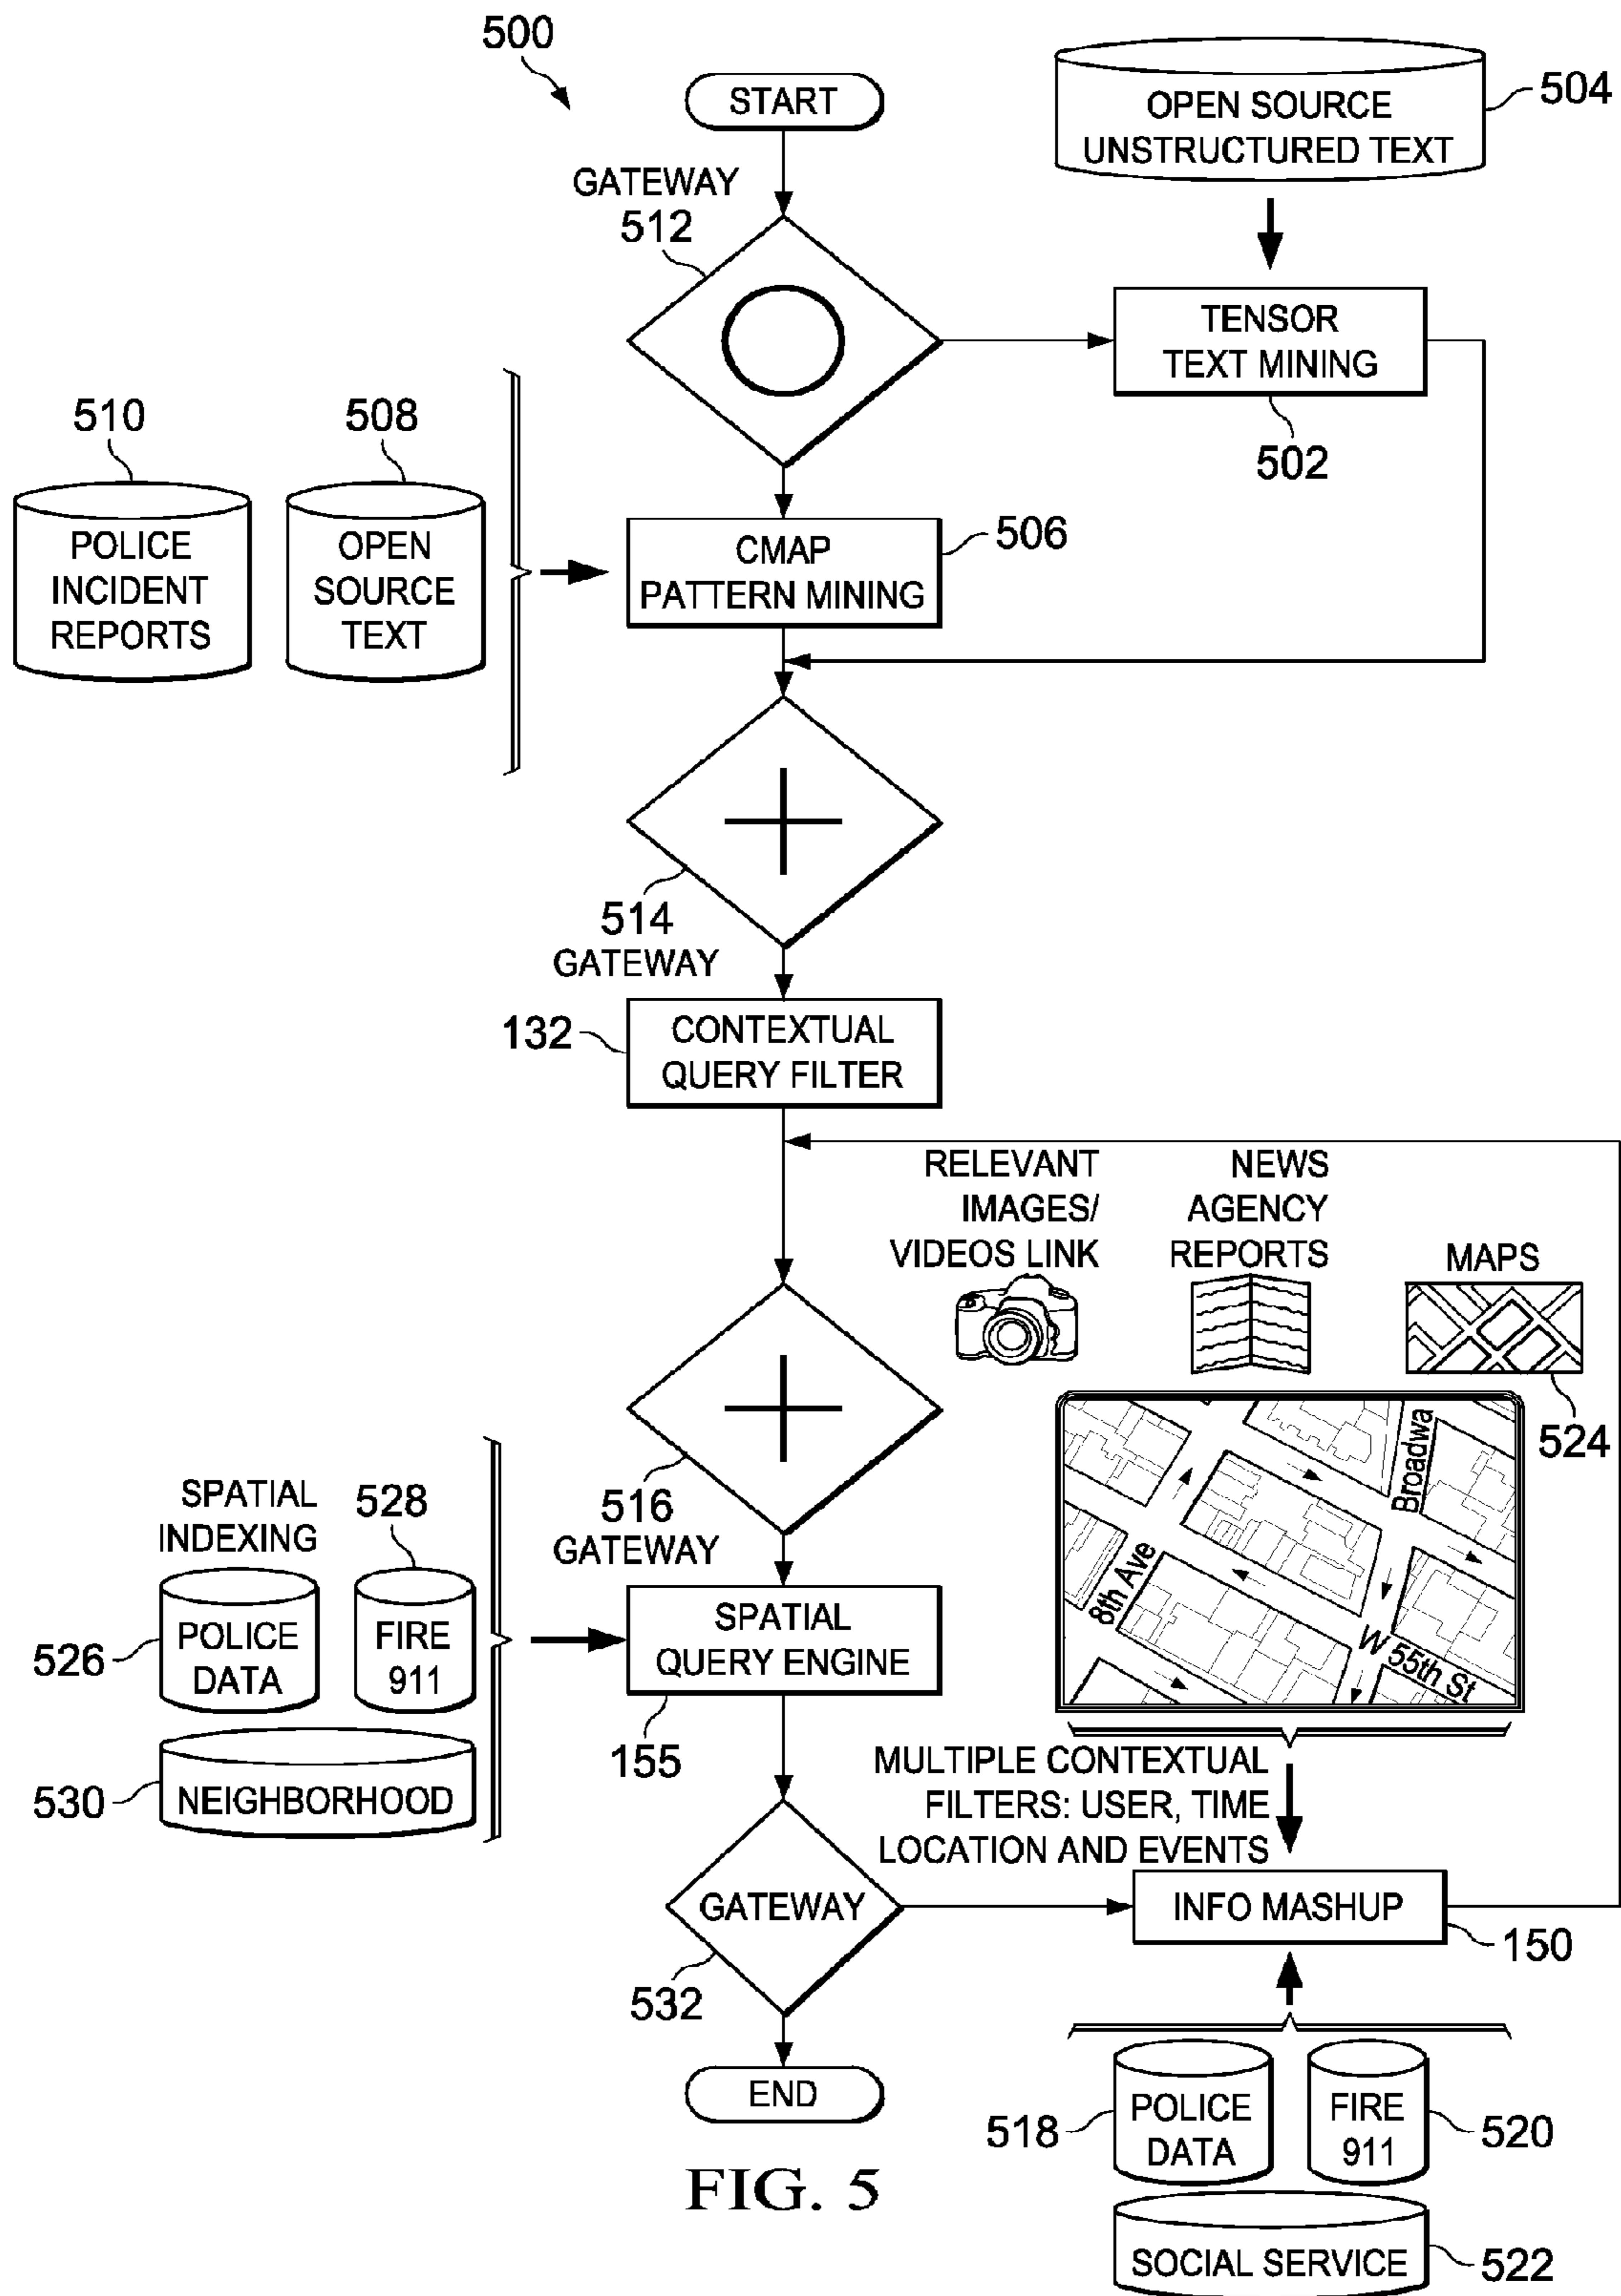 500
START
OPEN SOURCE
UNSTRUCTURED TEXT
504
GATEWAY
512
TENSOR
TEXT MINING
502
510
508
POLICE
INCIDENT
REPORTS
OPEN
SOURCE
TEXT
CMAP
PATTERN MINING
506
514
GATEWAY
132
CONTEXTUAL
QUERY FILTER
RELEVANT
IMAGES/
VIDEOS LINK
NEWS
AGENCY
REPORTS
MAPS
524
Broadwa
8th Ave
W 55th St
516
GATEWAY
SPATIAL
INDEXING
528
526
POLICE
DATA
FIRE
911
530
NEIGHBORHOOD
SPATIAL
QUERY ENGINE
155
MULTIPLE CONTEXTUAL
FILTERS: USER, TIME
LOCATION AND EVENTS
GATEWAY
532
INFO MASHUP
150
END
518
POLICE
DATA
FIRE
911
520
SOCIAL SERVICE
522
FIG. 5